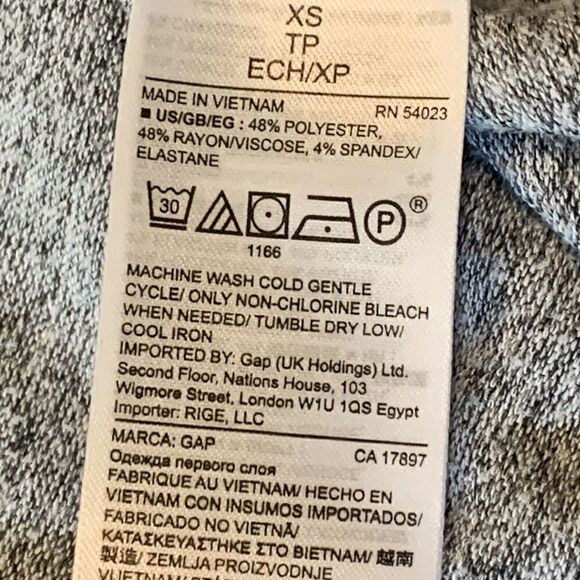 XS
TP
ECH/XP
MADE IN VIETNAM RN 54023
■ US/GB/EG : 48% POLYESTER,
48% RAYON/VISCOSE, 4% SPANDEX/
ELASTANE
30 P ®
1166
MACHINE WASH COLD GENTLE
CYCLE/ ONLY NON-CHLORINE BLEACH
WHEN NEEDED/ TUMBLE DRY LOW/
COOL IRON
IMPORTED BY: Gap (UK Holdings) Ltd.
Second Floor, Nations House, 103
Wigmore Street, London W1U 1QS Egypt
Importer: RIGE, LLC
MARCA: GAP CA 17897
Одежда первого слоя
FABRIQUE AU VIETNAM/ HECHO EN
VIETNAM CON INSUMOS IMPORTADOS/
FABRICADO NO VIETNÃ/
ΚΑΤΑΣΚΕΥΑΣΤΗΚΕ ΣΤΟ ΒΙΕΤΝΑΜ/ 越南
製造/ ZEMLJA PROIZVODNJE